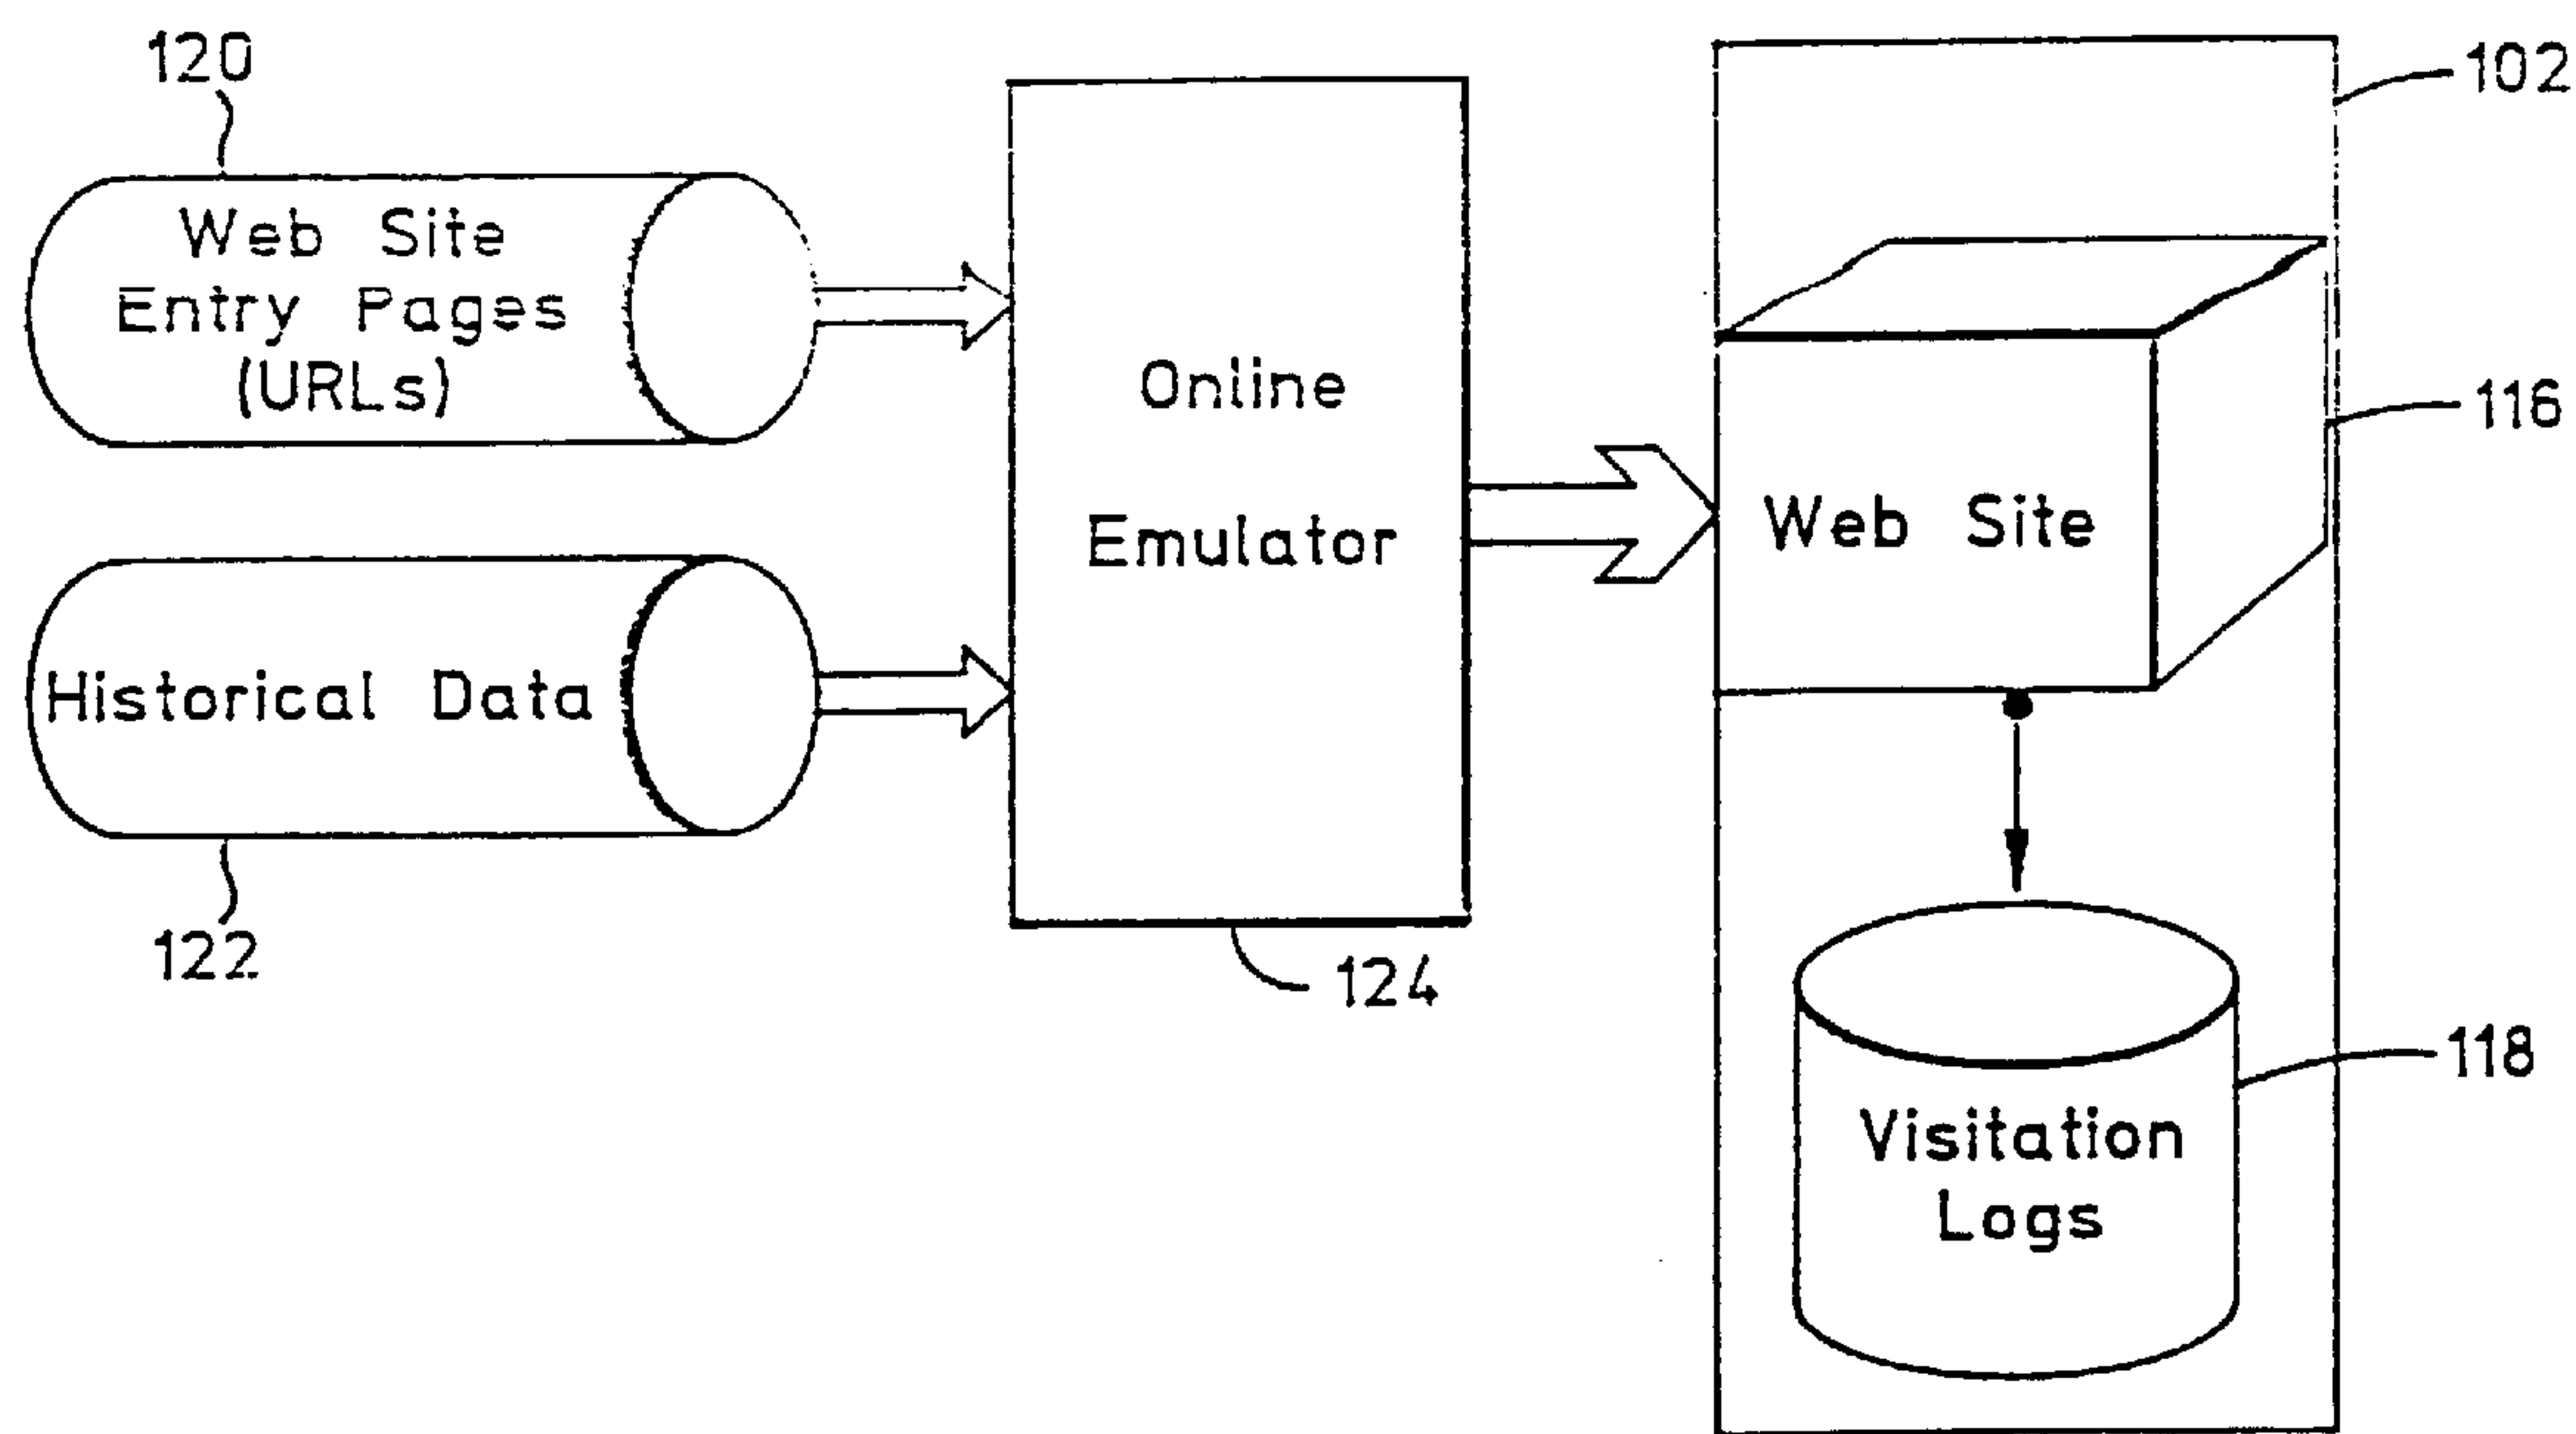 120
Web Site
Entry Pages
(URLs)
Historical Data
122
Online
Emulator
124
102
Web Site
116
Visitation
Logs
118